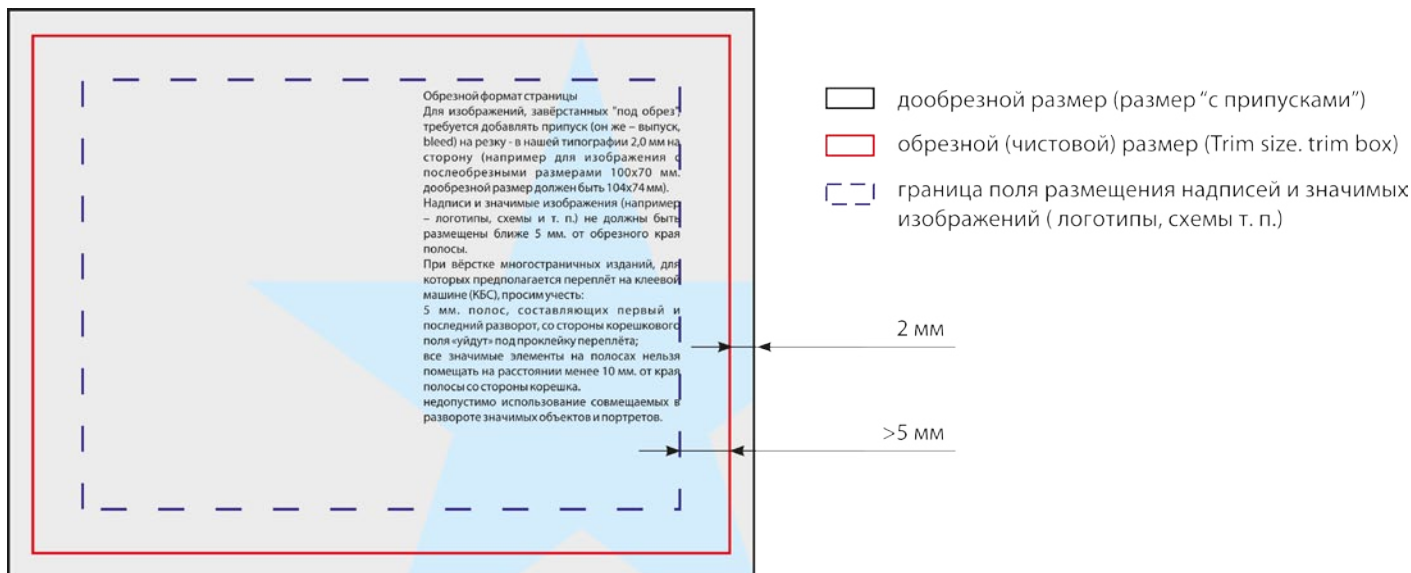 Обрезной формат страницы
Для изображений, завёрстанных "под обрез",
требуется добавлять припуск (он же – выпуск,
bleed) на резку - в нашей типографии 2,0 мм на
сторону (например для изображения с
послеобрезными размерами 100х70 мм.
дообрезной размер должен быть 104х74 мм).
Надписи и значимые изображения (например
– логотипы, схемы и т. п.) не должны быть
размещены ближе 5 мм. от обрезного края
полосы.
При вёрстке многостраничных изданий, для
которых предполагается переплёт на клеевой
машине (КБС), просим учесть:
5 мм. полос, составляющих первый и
последний разворот, со стороны корешкового
поля «уйдут» под проклейку переплёта;
все значимые элементы на полосах нельзя
помещать на расстоянии менее 10 мм. от края
полосы со стороны корешка.
недопустимо использование совмещаемых в
развороте значимых объектов и портретов.
дообрезной размер (размер “с припусками”)
обрезной (чистовой) размер (Trim size. trim box)
граница поля размещения надписей и значимых
изображений ( логотипы, схемы т. п.)
2 мм
>5 мм